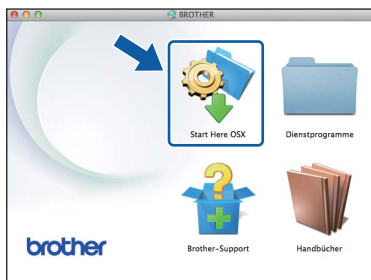 BROTHER
Start Here OSX
Dienstprogramme
Brother-Support
Handbücher
brother